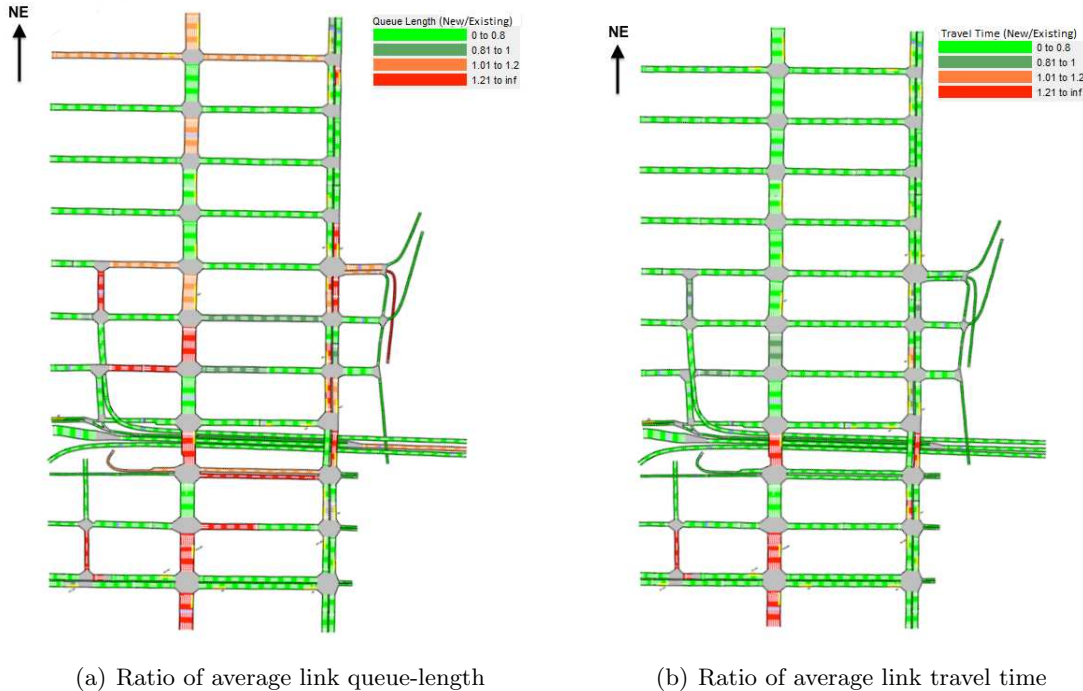 NE
Queue Length (New/Existing)
0 to 0.8
0.81 to 1
1.01 to 1.2
1.21 to inf
NE
Travel Time (New/Existing)
0 to 0.8
0.81 to 1
1.01 to 1.2
1.21 to inf
(a) Ratio of average link queue-length
(b) Ratio of average link travel time